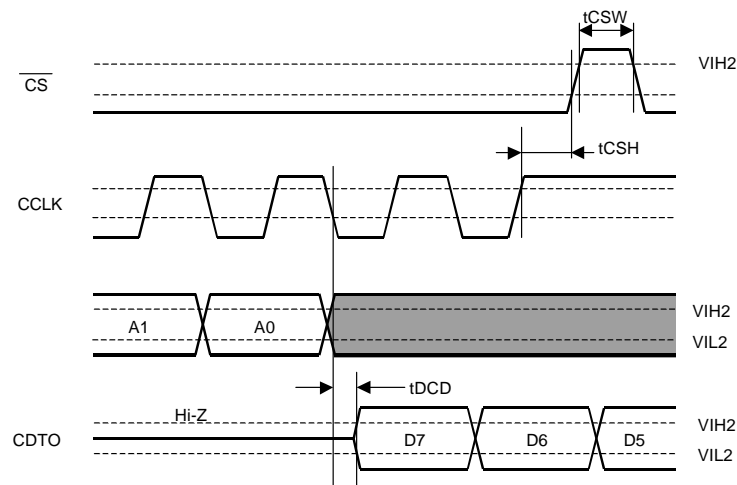 tCSW
VIH2
CS
tCSH
CCLK
A1 A0
VIH2
VIL2
tDCD
Hi-Z
CDTO
D7 D6 D5
VIH2
VIL2